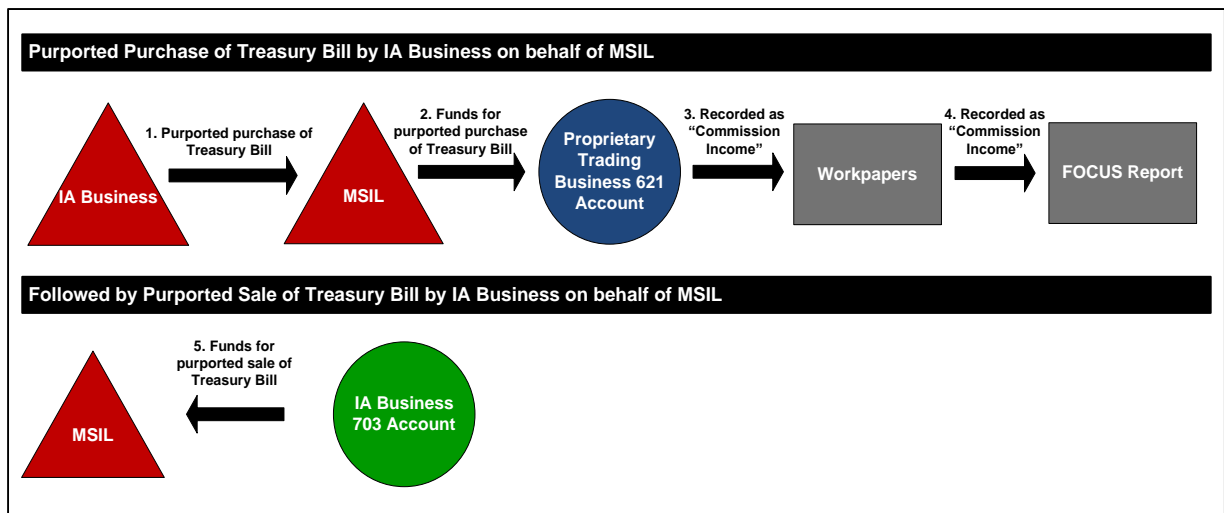 Purported Purchase of Treasury Bill by IA Business on behalf of MSIL
IA Business
1. Purported purchase of
Treasury Bill
MSIL
2. Funds for
purported purchase
of Treasury Bill
Proprietary
Trading
Business 621
Account
3. Recorded as
“Commission
Income”
Workpapers
4. Recorded as
“Commission
Income”
FOCUS Report
Followed by Purported Sale of Treasury Bill by IA Business on behalf of MSIL
MSIL
5. Funds for
purported sale of
Treasury Bill
IA Business
703 Account